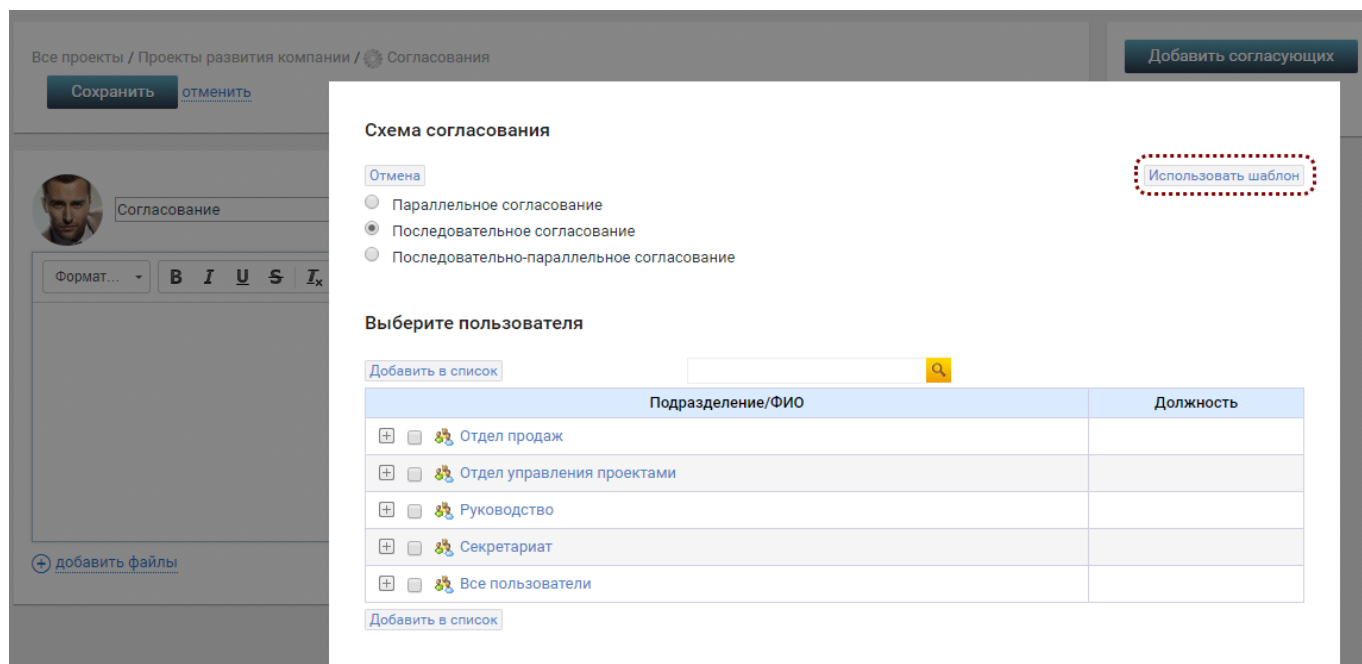 Все проекты / Проекты развития компании / Согласования
Добавить согласующих
Сохранить отменить
Схема согласования
Отмена
Использовать шаблон
Параллельное согласование
Последовательное согласование
Последовательно-параллельное согласование
Согласование
Формат... B I U S Tx
Выберите пользователя
Добавить в список
Подразделение/ФИО Должность
Отдел продаж
Отдел управления проектами
Руководство
Секретариат
Все пользователи
добавить файлы
Добавить в список